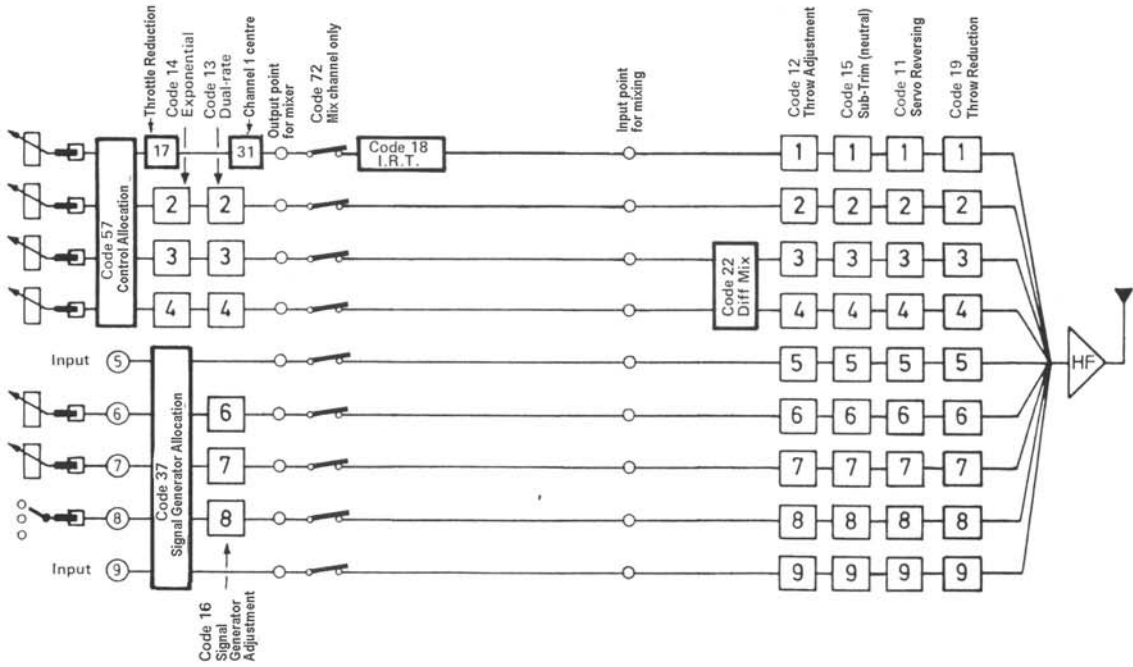 Throttle Reduction
Code 14
Exponential
Code 13
Dual-rate
Channel 1 centre
Output point
for mixer
Code 72
Mix channel only
Input point
for mixing
Code 12
Throw Adjustment
Code 15
Sub-Trim (neutral)
Code 11
Servo Reversing
Code 19
Throw Reduction
Code 57
Control Allocation
17 31
Code 18
I.R.T.
1 1 1 1
2 2 2 2 2 2
3 3 3 3 3 3
Code 22
Diff Mix
4 4 4 4 4 4
HF
Input 5 5 5 5 5
Code 37
Signal Generator Allocation
6 6 6 6 6 6
7 7 7 7 7 7
8 8 8 8 8 8
Input 9 9 9 9 9
Code 16
Signal
Generator
Adjustment